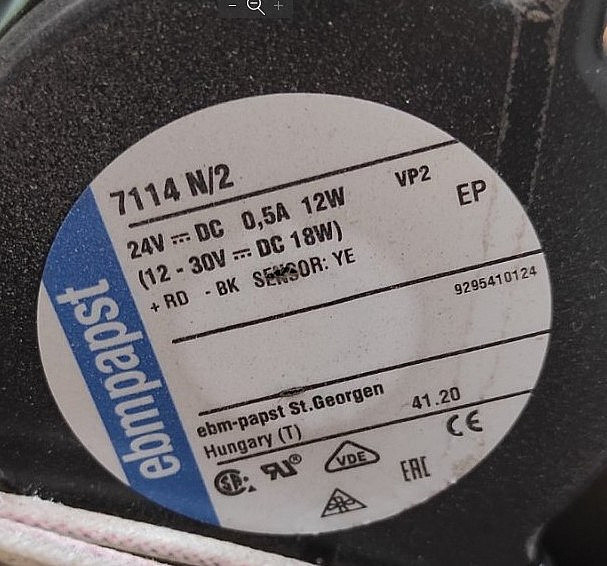 7114 N/2
VP2
EP
24V ⎓ DC 0,5A 12W
(12 - 30V ⎓ DC 18W)
+ RD - BK SENSOR: YE
9295410124
ebmpapst
ebm-papst St.Georgen
Hungary (T)
41.20
VDE
CE
EAC